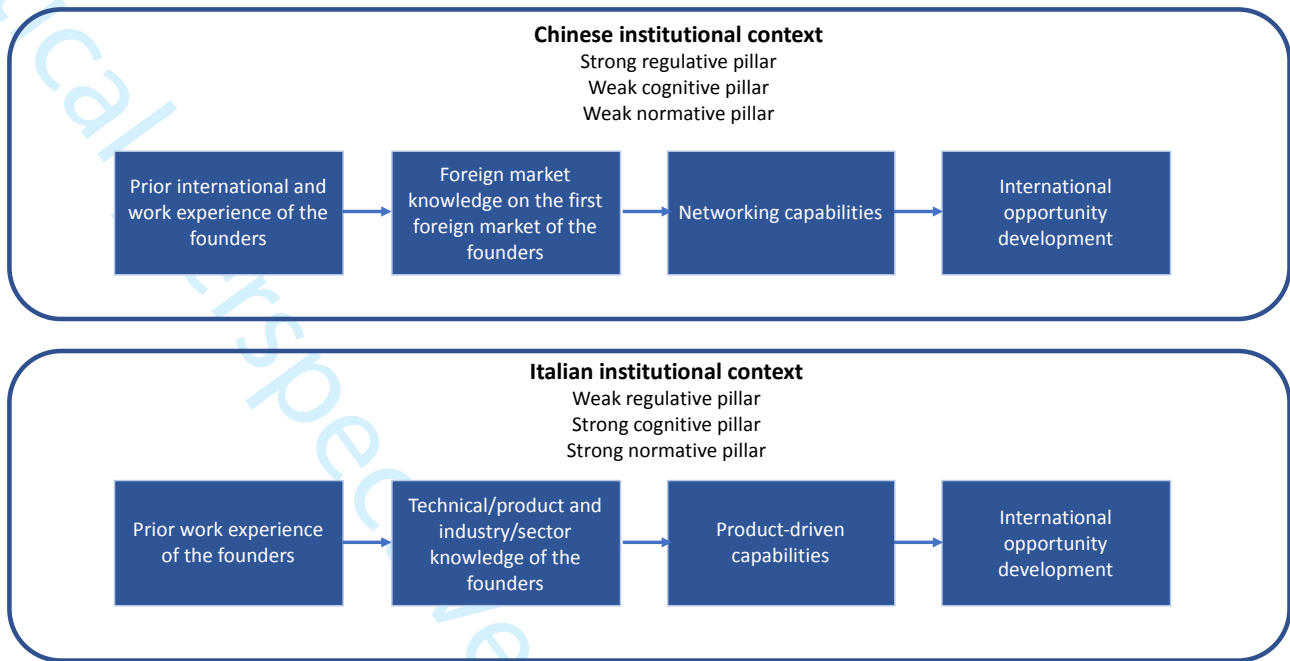 Chinese institutional context
Strong regulative pillar
Weak cognitive pillar
Weak normative pillar
Prior international and
work experience of the
founders
Foreign market
knowledge on the first
foreign market of the
founders
Networking capabilities
International
opportunity
development
Italian institutional context
Weak regulative pillar
Strong cognitive pillar
Strong normative pillar
Prior work experience
of the founders
Technical/product and
industry/sector
knowledge of the
founders
Product-driven
capabilities
International
opportunity
development